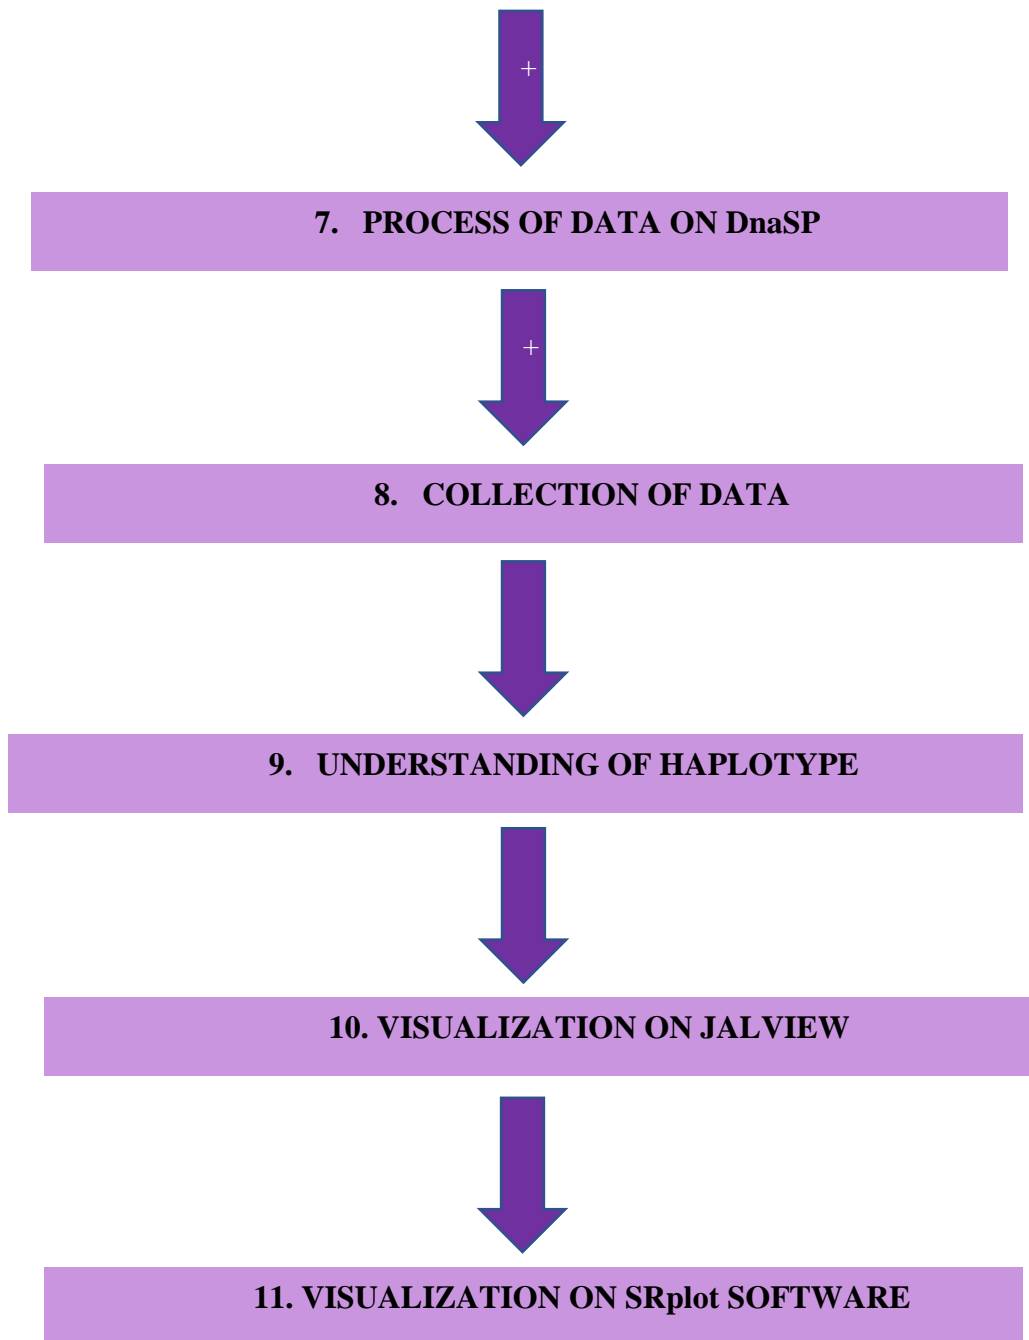 +
7. PROCESS OF DATA ON DnaSP
+
8. COLLECTION OF DATA
9. UNDERSTANDING OF HAPLOTYPE
10. VISUALIZATION ON JALVIEW
11. VISUALIZATION ON SRplot SOFTWARE